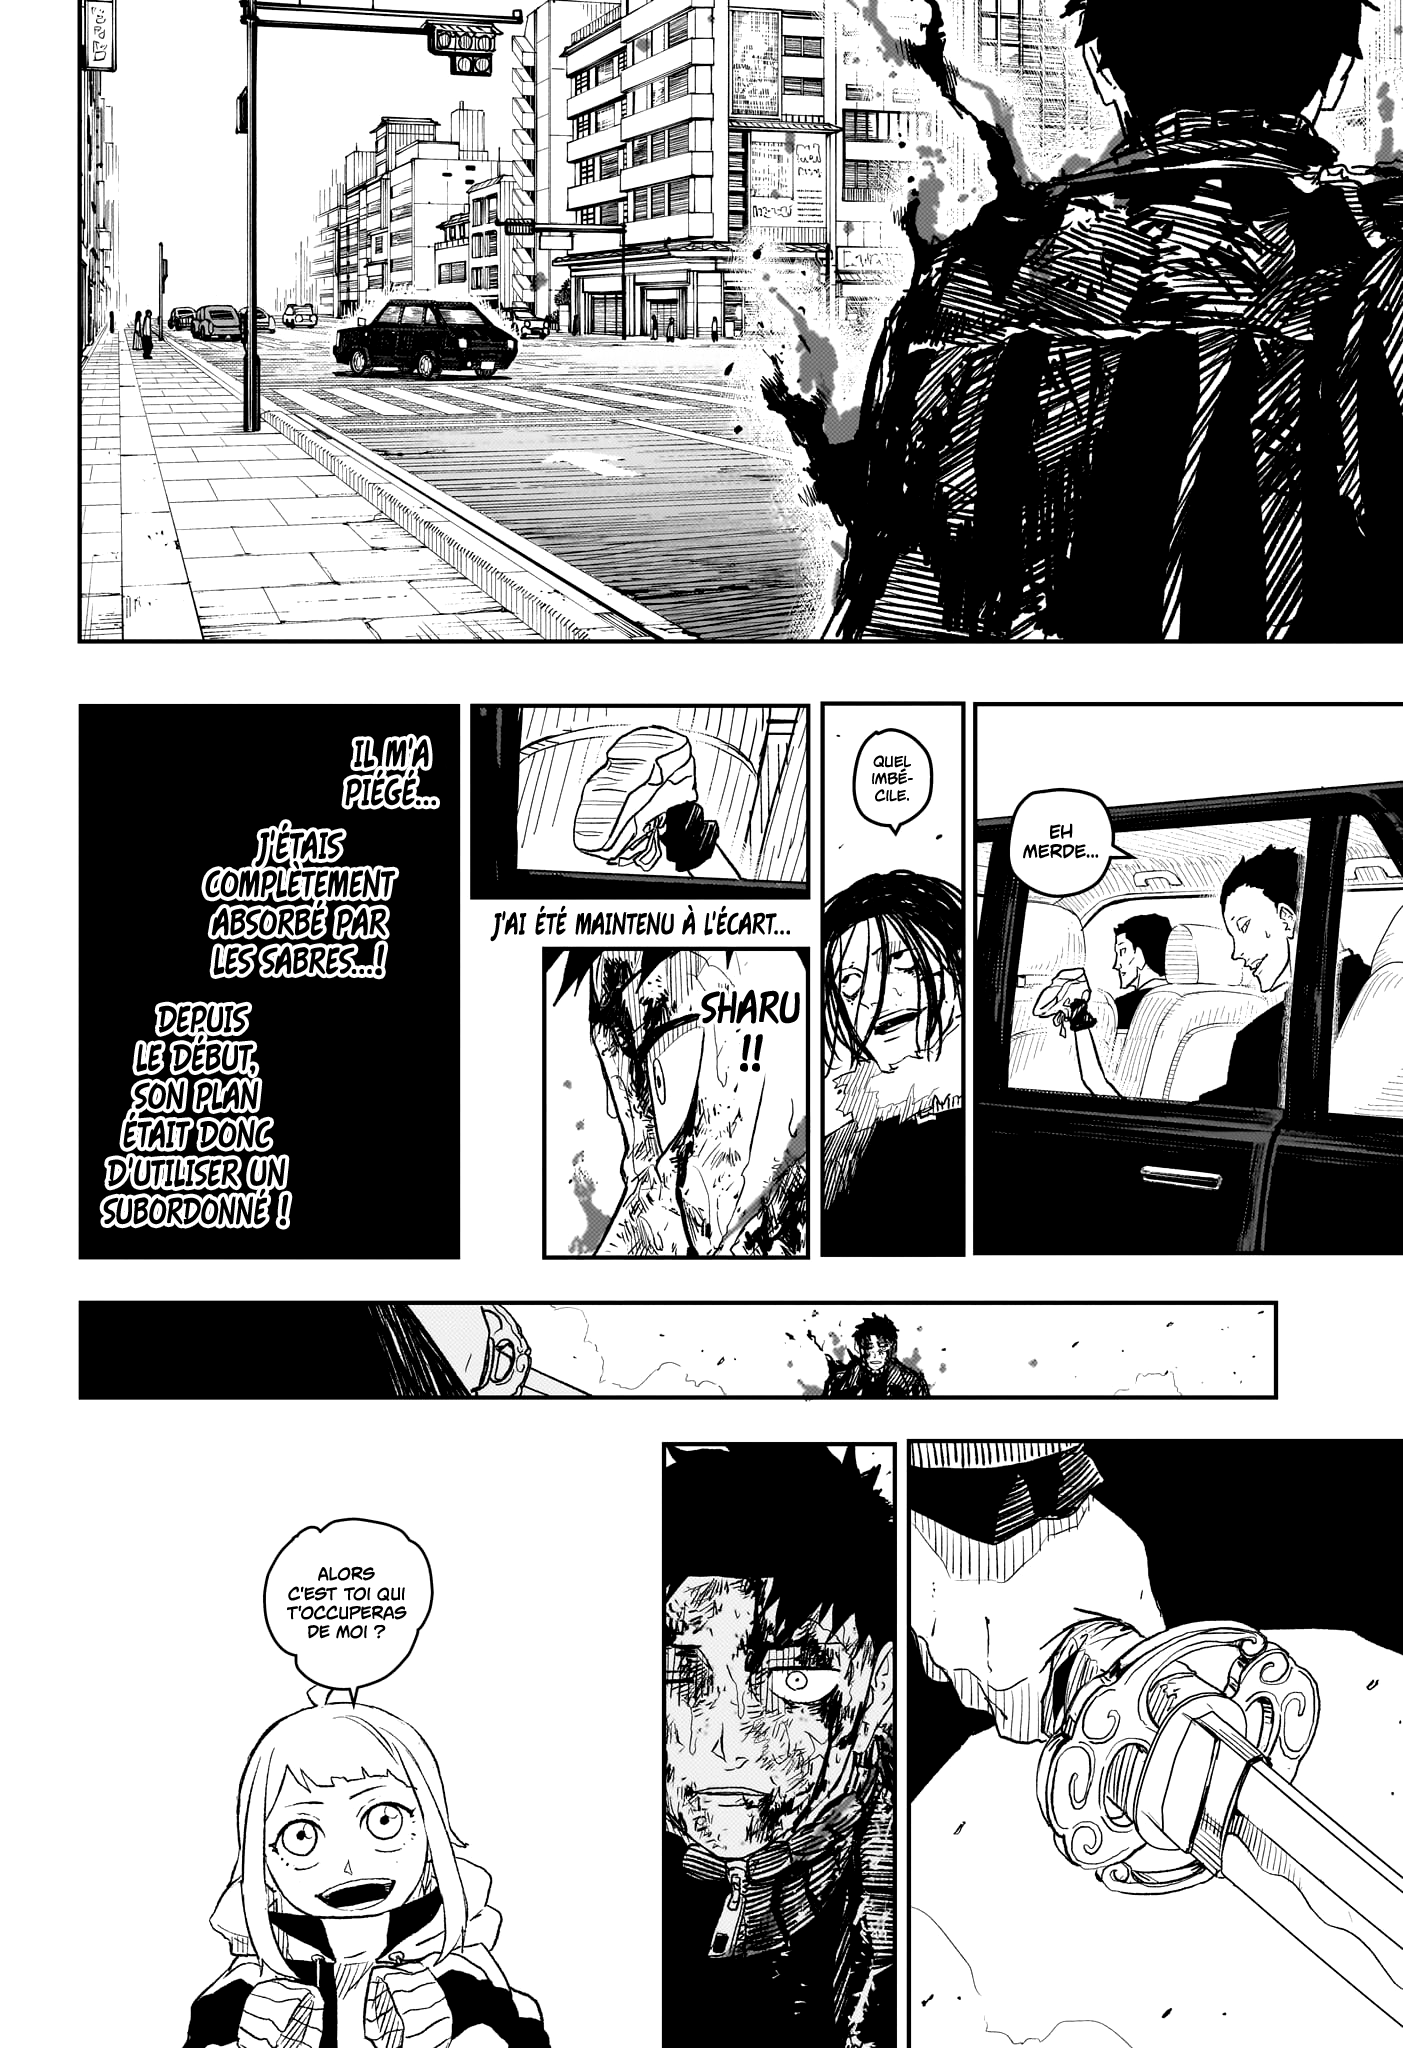 EH
MERDE...
QUEL
IMBÉ-
CILE.
J'AI ÉTÉ MAINTENU À L'ÉCART...
SHARU
!!
IL M'A
PIÉGÉ...
J'ÉTAIS
COMPLÈTEMENT
ABSORBÉ PAR
LES SABRES...!
DEPUIS
LE DÉBUT,
SON PLAN
ÉTAIT DONC
D'UTILISER UN
SUBORDONNÉ !
ALORS
C'EST TOI QUI
T'OCCUPERAS
DE MOI ?